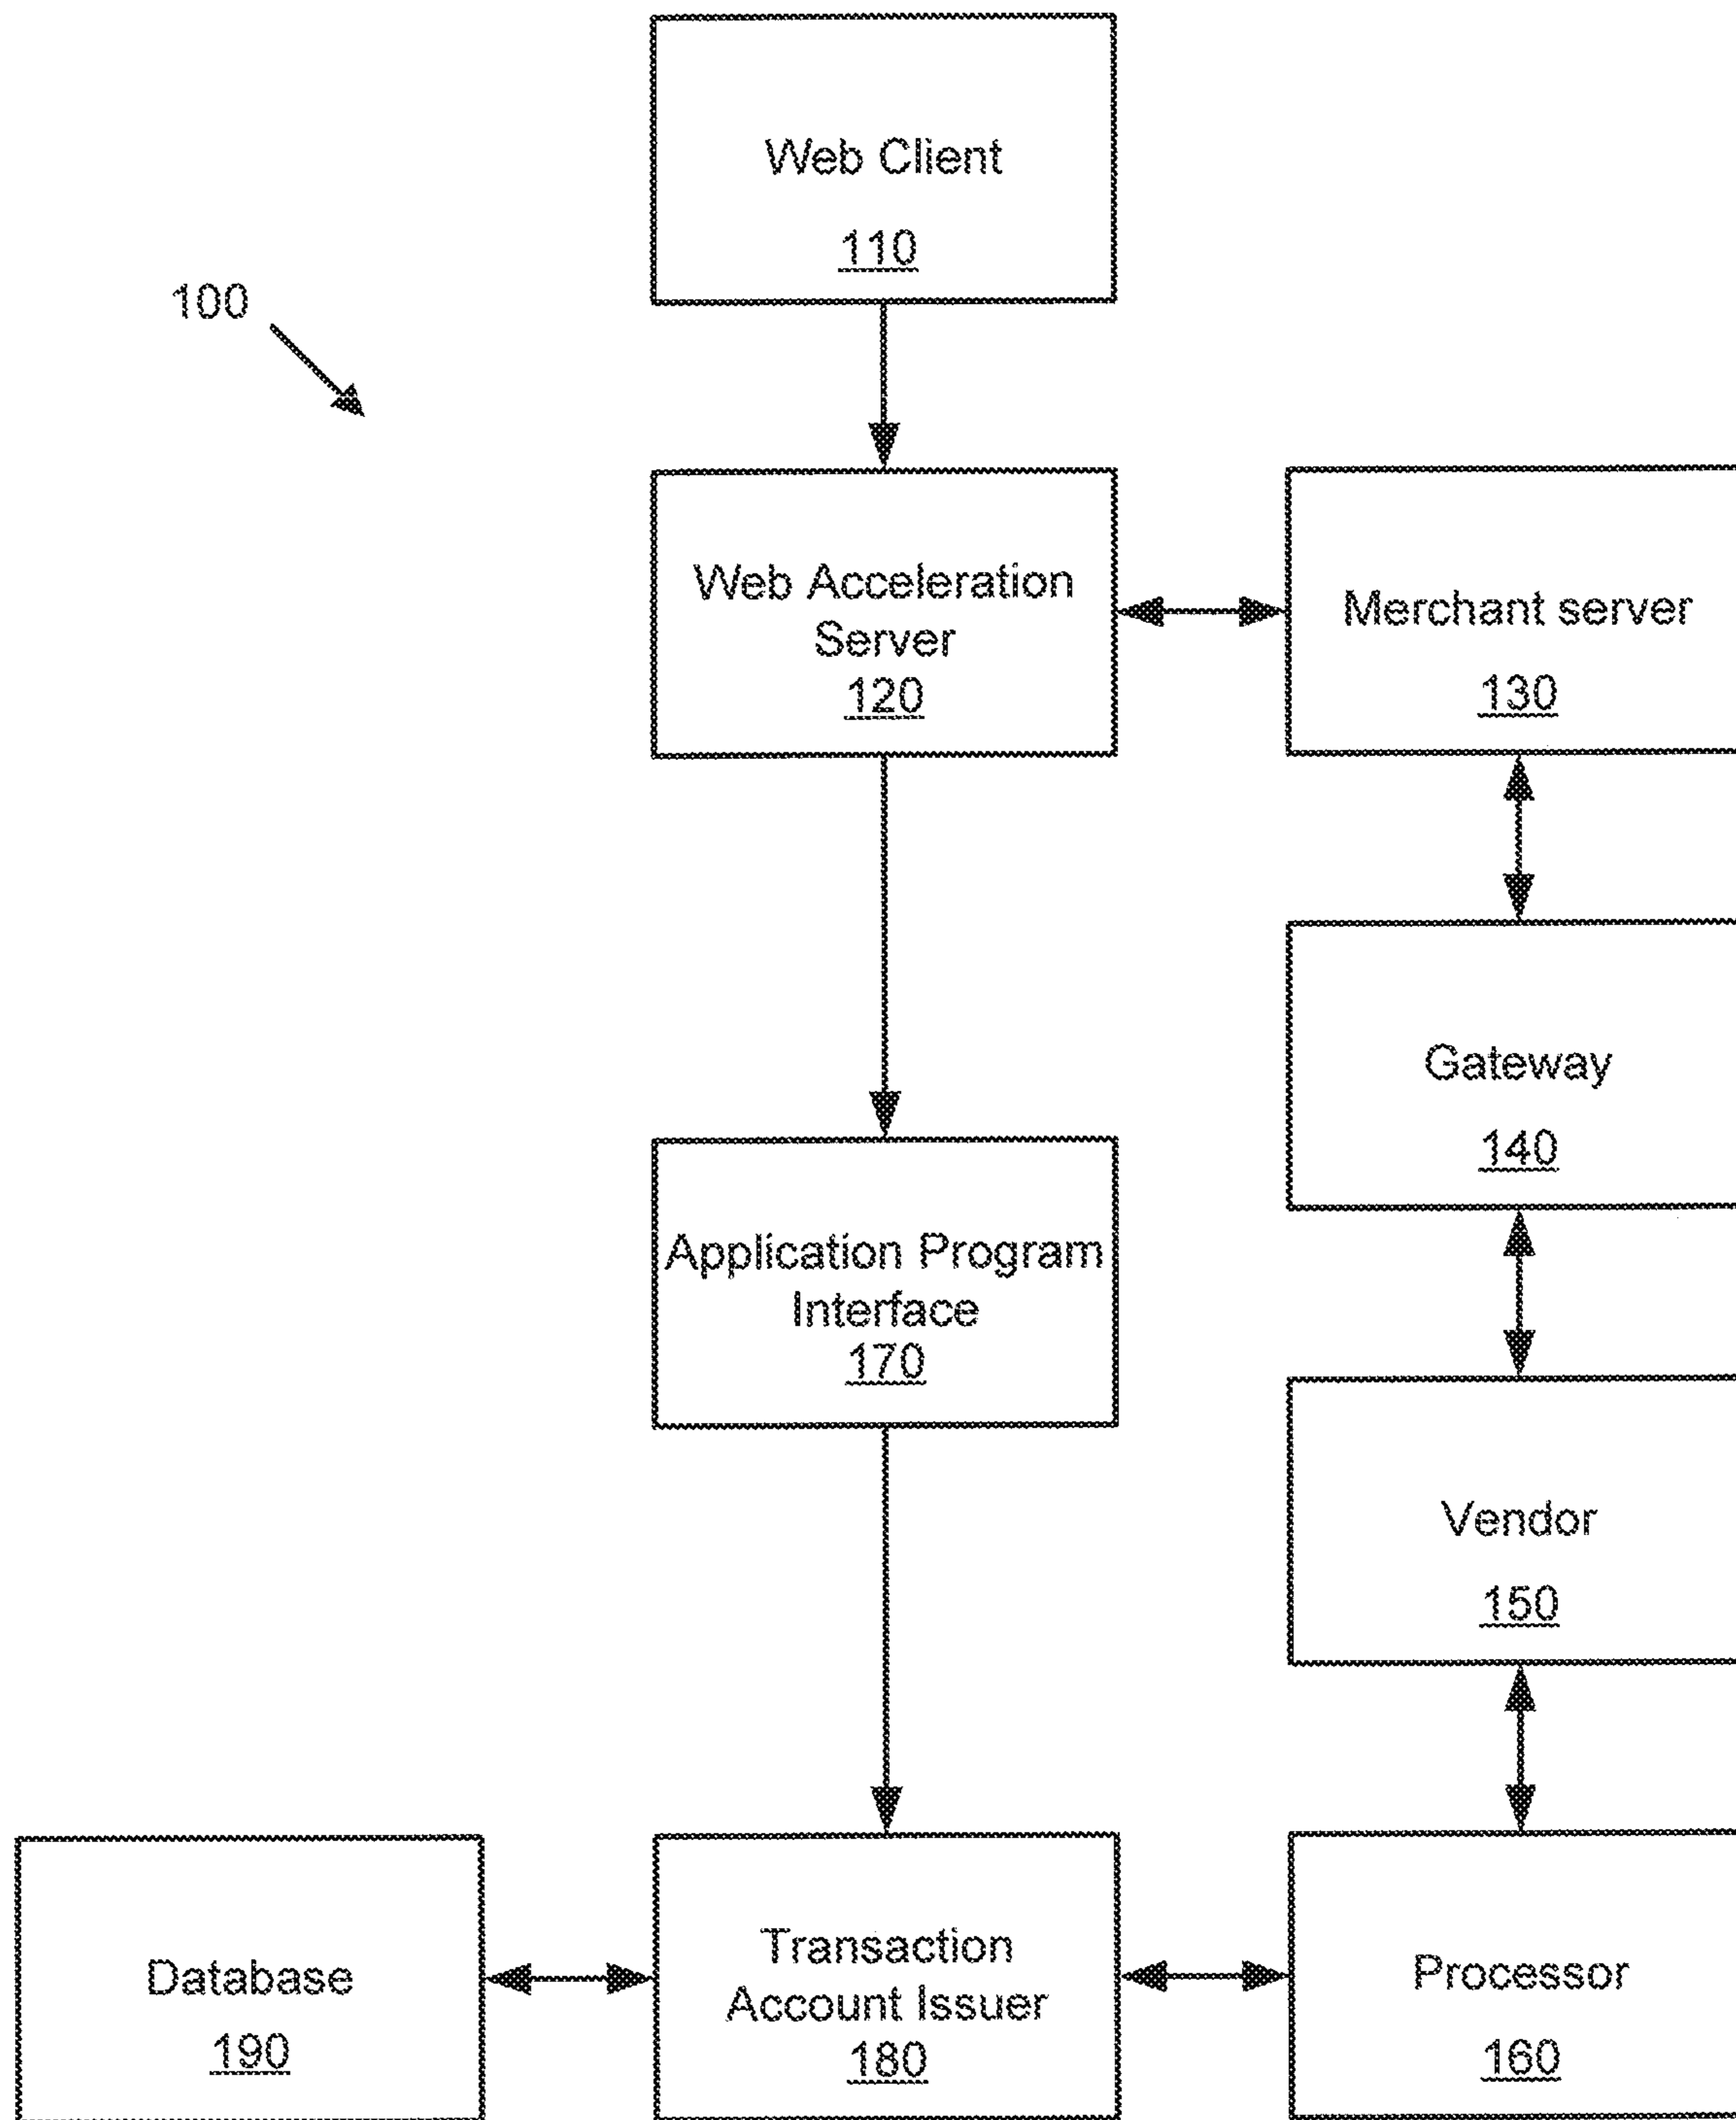 Web Client
110
100
Web Acceleration
Server
120
Merchant server
130
Gateway
140
Application Program
Interface
170
Vendor
150
Database
190
Transaction
Account Issuer
180
Processor
160